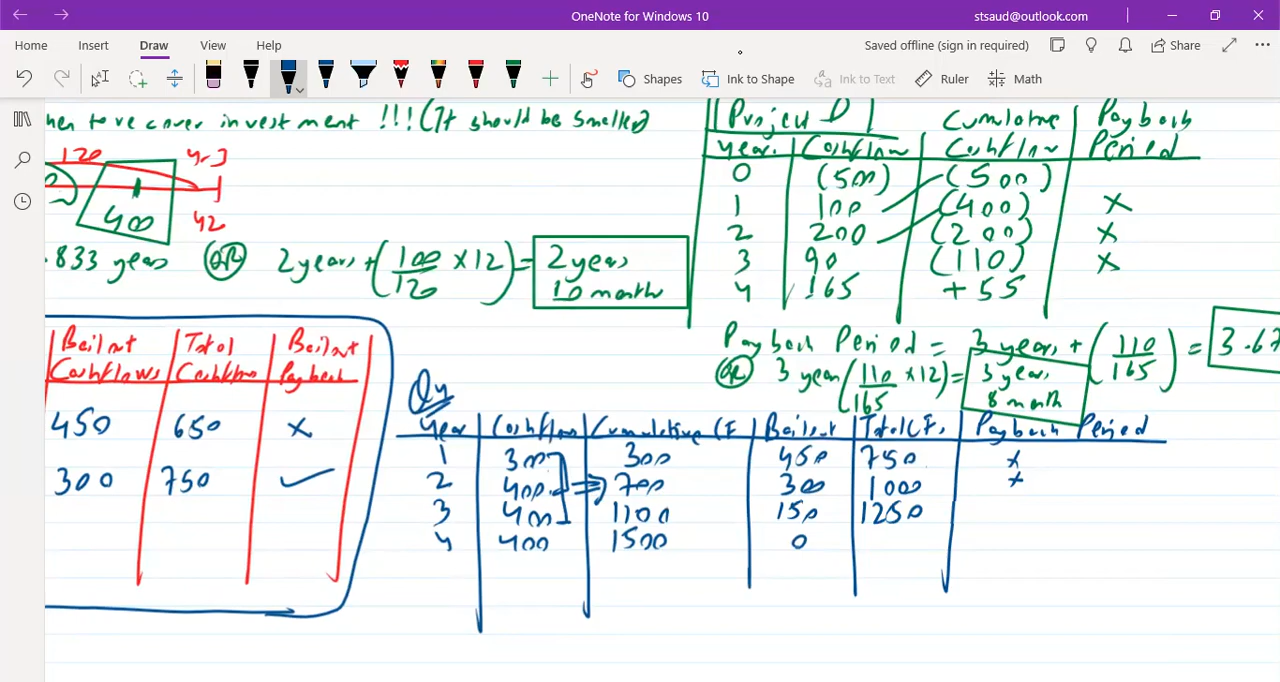 OneNote for Windows 10
stsaud@outlook.com
Home Insert Draw View Help
Saved offline (sign in required) Share
Shapes Ink to Shape Ink to Text Ruler Math
hen to recover investment !!! (It should be smaller)
120 yr3
400
42
.833 years OR 2 years + (100/120 ×12) = 2 years 10 month
Project D
Year Cashflow Cumulative Cashflow Payback Period
0 (500) (500)
1 100 (400) ×
2 200 (200) ×
3 90 (110) ×
4 165 +55
Payback Period = 3 years + (110/165) = 3.67
OR 3 year (110/165 ×12) = 3 year, 8 month
Bailout Cashflows Total Cashflow Bailout Payback
450 650 ×
300 750 ✓
Year Cashflow Cumulative CF Bailout Total CFs Payback Period
1 300 300 450 750 ×
2 400 700 300 1000 ×
3 400 1100 150 1250
4 400 1500 0